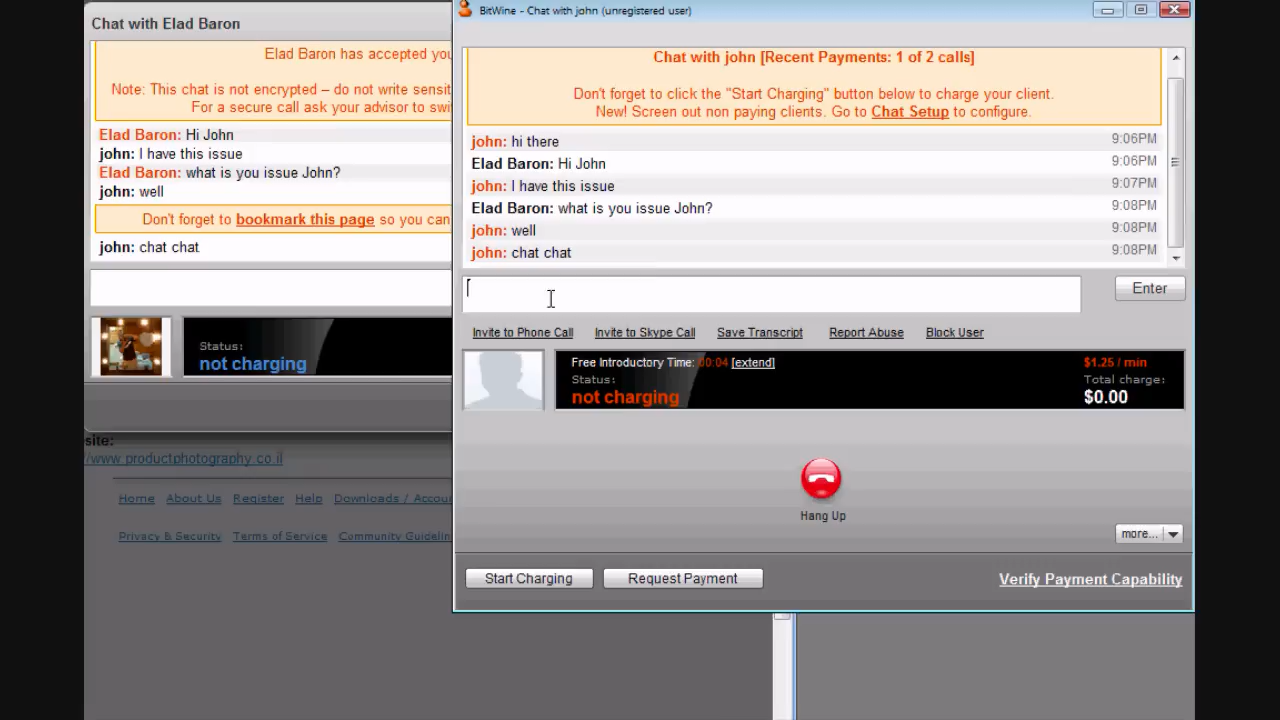 Chat with Elad Baron
Elad Baron has accepted you
Note: This chat is not encrypted – do not write sensit
For a secure call ask your advisor to swi
Elad Baron: Hi John
john: I have this issue
Elad Baron: what is you issue John?
john: well
Don't forget to bookmark this page so you can
john: chat chat
Status:
not charging
site:
//www.productphotography.co.il
Home About Us Register Help Downloads / Accou
Privacy & Security Terms of Service Community Guidelin
BitWine - Chat with john (unregistered user)
Chat with john [Recent Payments: 1 of 2 calls]
Don't forget to click the "Start Charging" button below to charge your client.
New! Screen out non paying clients. Go to Chat Setup to configure.
john: hi there 9:06PM
Elad Baron: Hi John 9:06PM
john: I have this issue 9:07PM
Elad Baron: what is you issue John? 9:08PM
john: well 9:08PM
john: chat chat 9:08PM
Enter
Invite to Phone Call Invite to Skype Call Save Transcript Report Abuse Block User
Free Introductory Time: 00:04 [extend] $1.25 / min
Status: Total charge:
not charging $0.00
Hang Up
more...
Start Charging Request Payment Verify Payment Capability